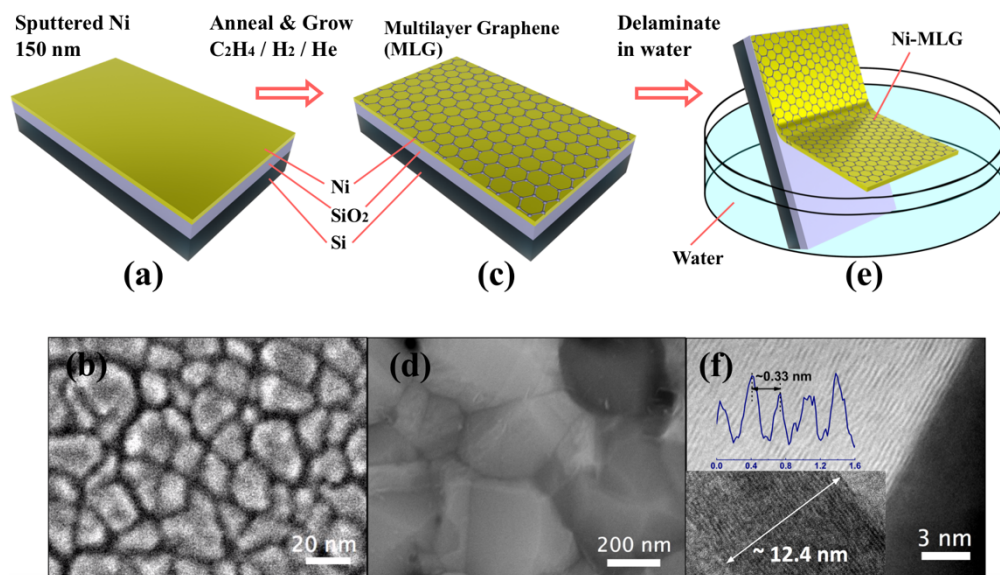 Sputtered Ni
150 nm
Anneal & Grow
C₂H₄ / H₂ / He
Multilayer Graphene
(MLG)
Delaminate
in water
Ni-MLG
Ni
SiO₂
Si
Water
(a)
(c)
(e)
(b)
20 nm
(d)
200 nm
(f)
~0.33 nm
0.0 0.4 0.8 1.2 1.6
~ 12.4 nm
3 nm